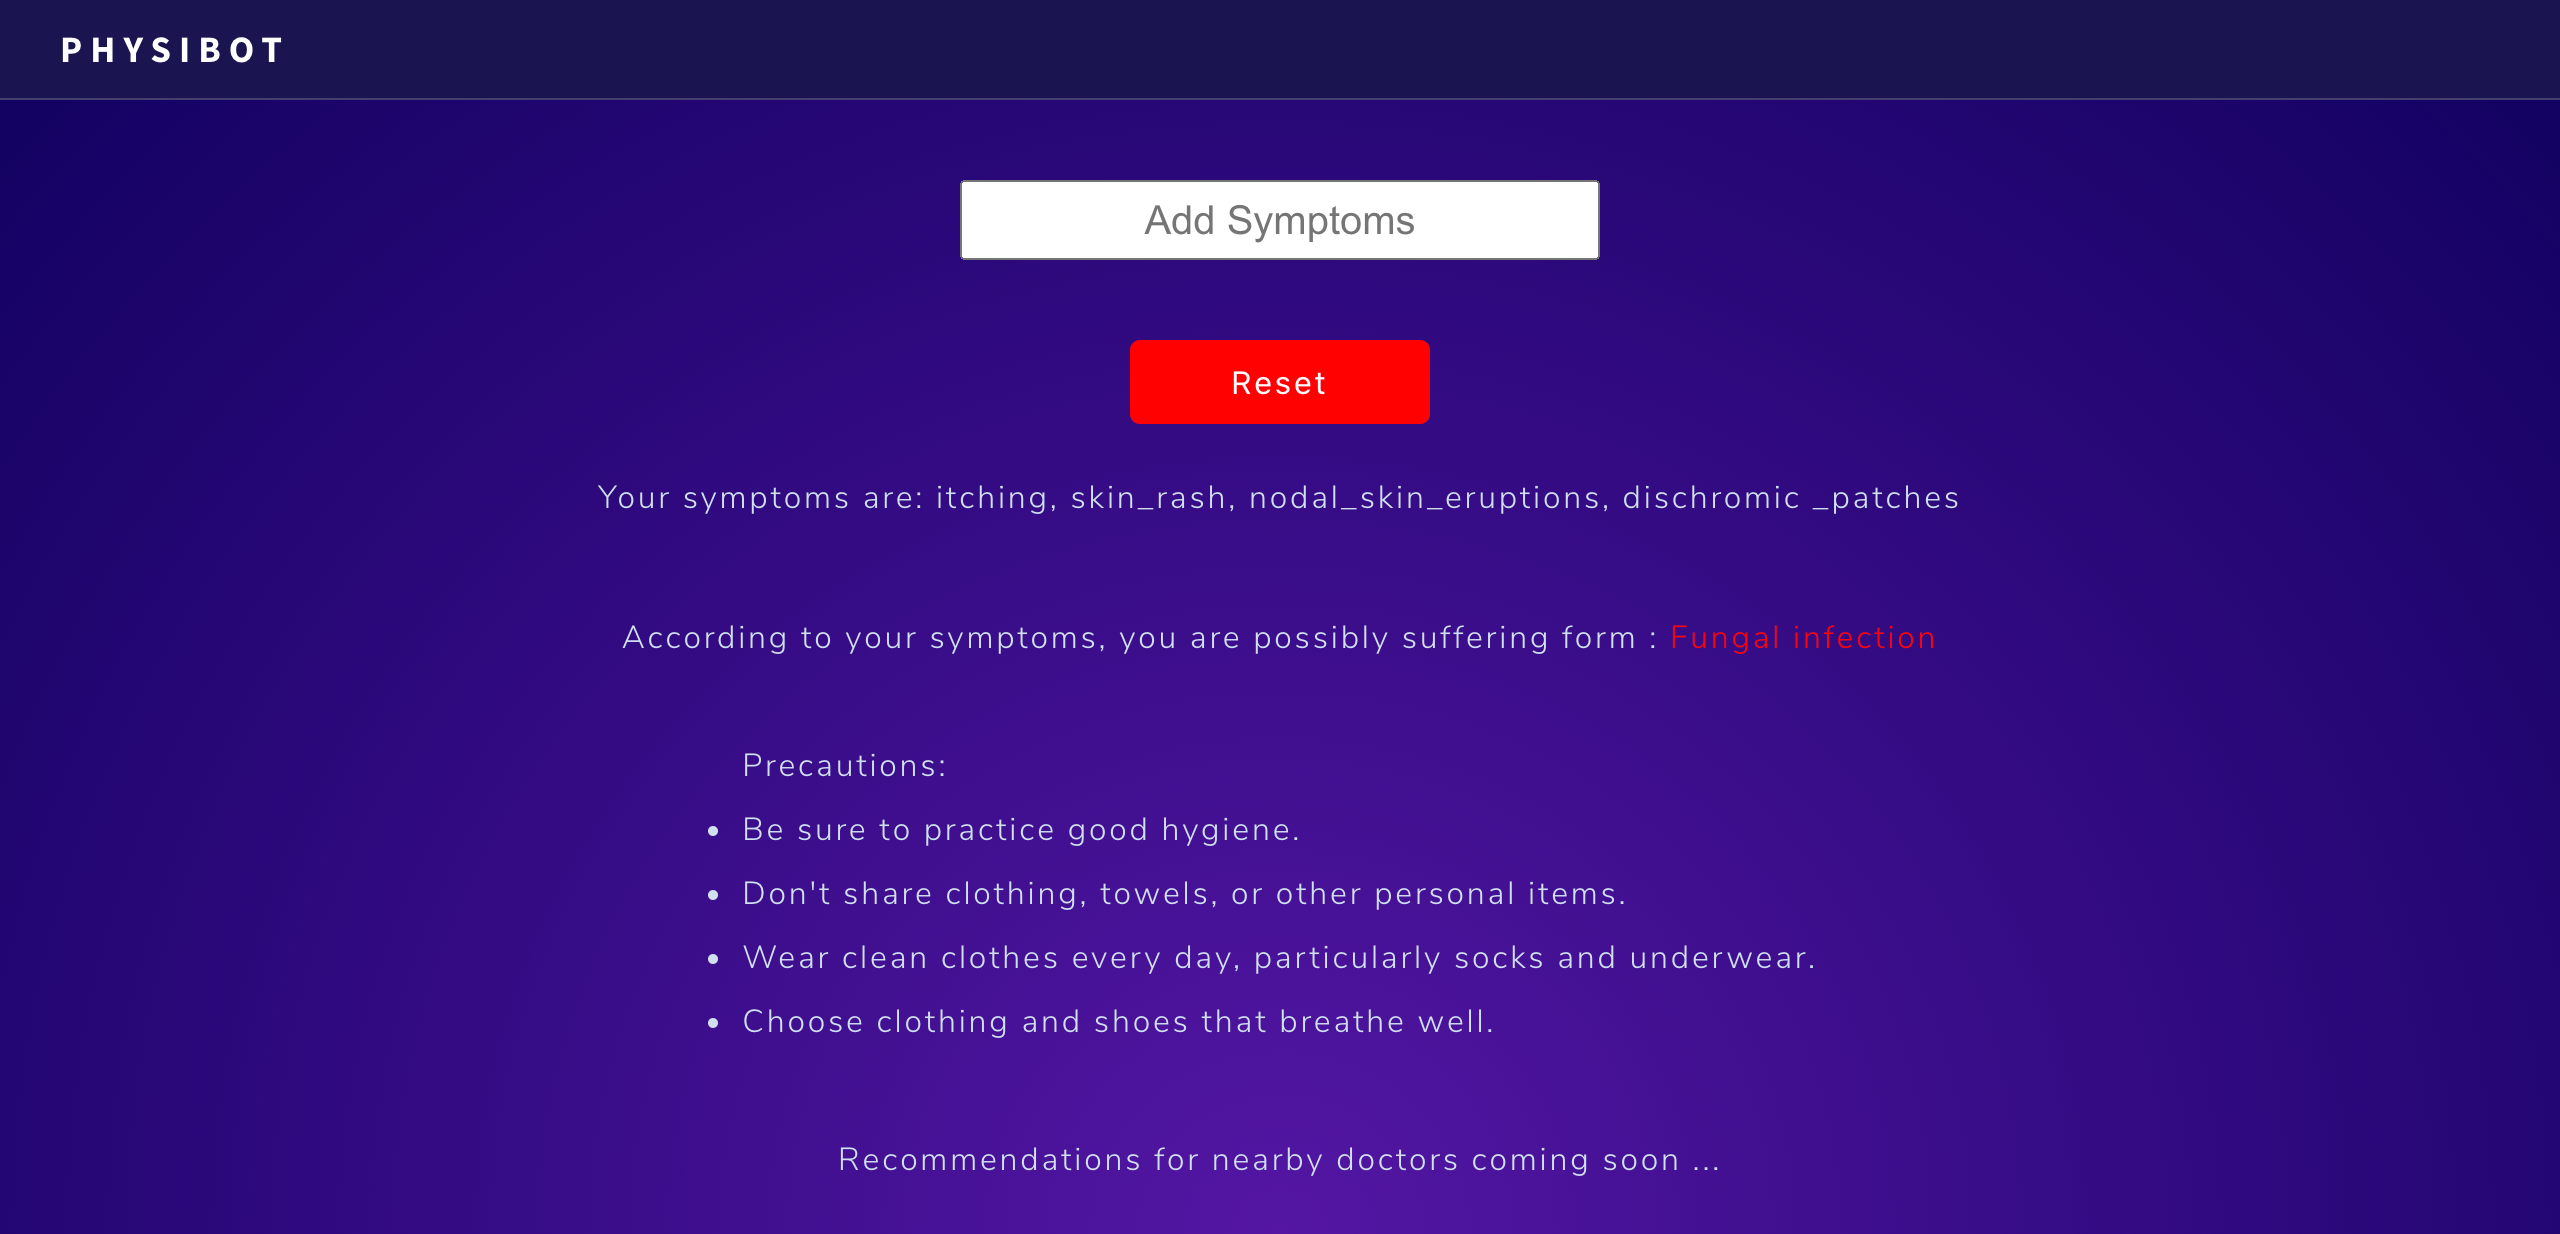 PHYSIBOT
Add Symptoms
Reset
Your symptoms are: itching, skin_rash, nodal_skin_eruptions, dischromic _patches
According to your symptoms, you are possibly suffering form : Fungal infection
Precautions:
• Be sure to practice good hygiene.
• Don't share clothing, towels, or other personal items.
• Wear clean clothes every day, particularly socks and underwear.
• Choose clothing and shoes that breathe well.
Recommendations for nearby doctors coming soon ...